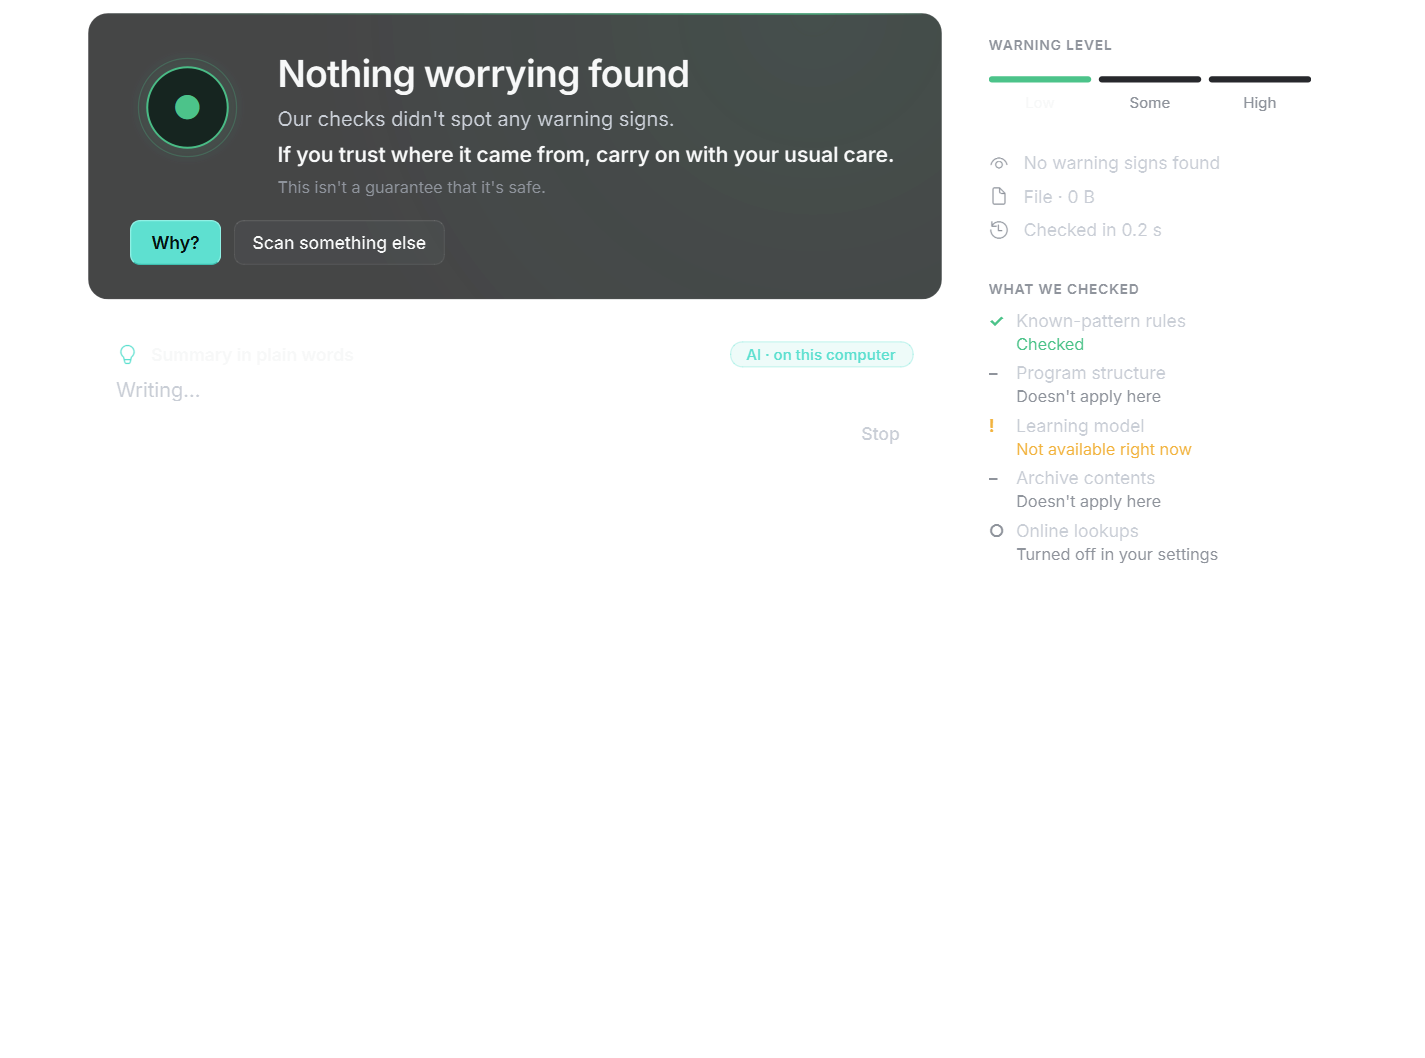 Nothing worrying found
Our checks didn't spot any warning signs.
If you trust where it came from, carry on with your usual care.
This isn't a guarantee that it's safe.
Why?
Scan something else
Summary in plain words
AI · on this computer
Writing...
Stop
WARNING LEVEL
Low
Some
High
No warning signs found
File · 0 B
Checked in 0.2 s
WHAT WE CHECKED
Known-pattern rules
Checked
Program structure
Doesn't apply here
Learning model
Not available right now
Archive contents
Doesn't apply here
Online lookups
Turned off in your settings